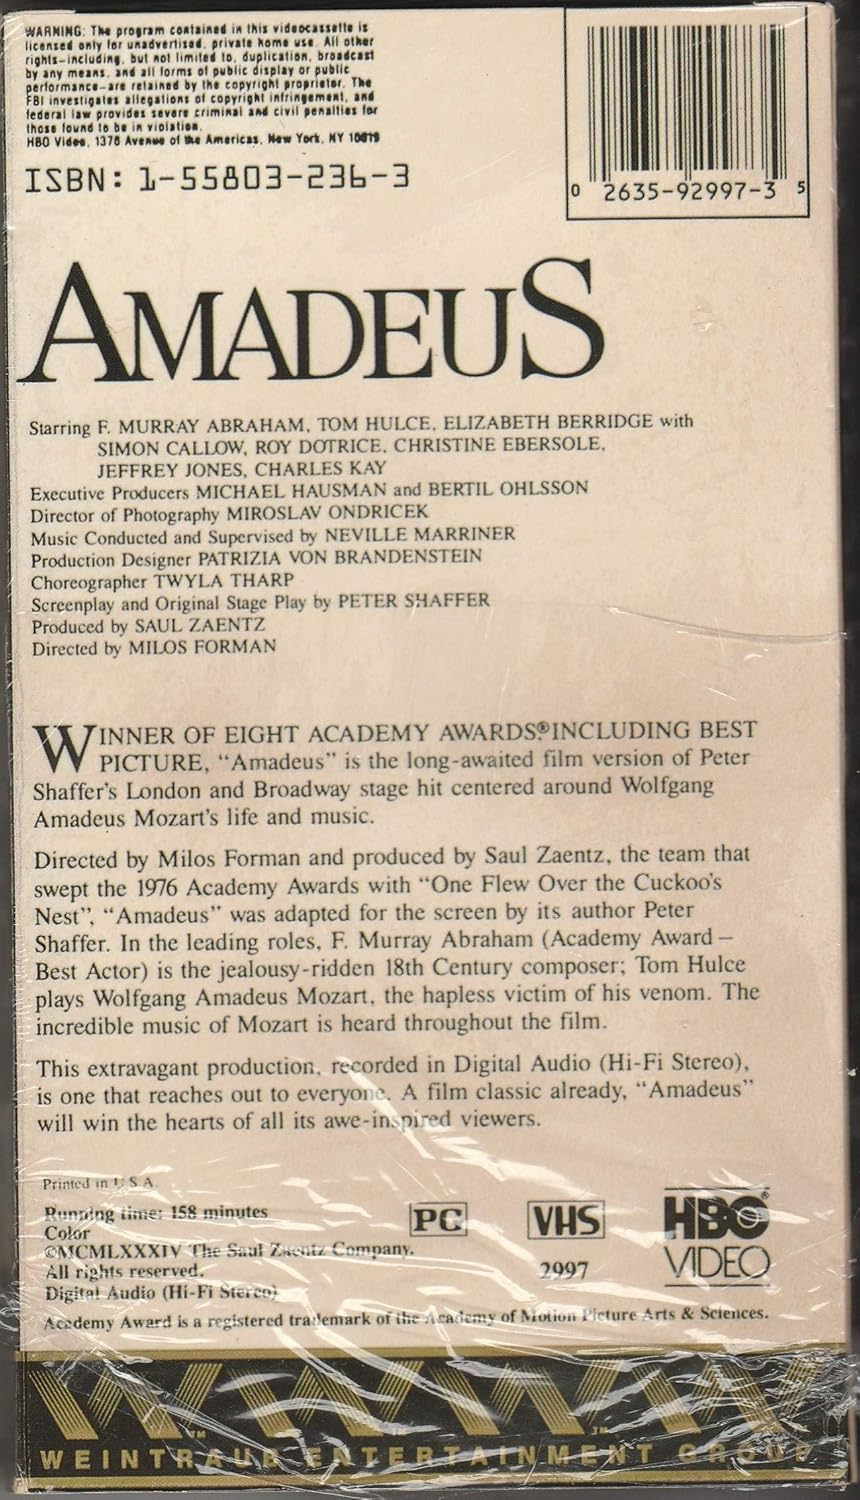 WARNING: The program contained in this videocassette is
licensed only for unadvertised, private home use. All other
rights—including, but not limited to, duplication, broadcast
by any means, and all forms of public display or public
performance—are retained by the copyright proprietor. The
FBI investigates allegations of copyright infringement, and
federal law provides severe criminal and civil penalties for
those found to be in violation.
HBO Video, 1370 Avenue of the Americas, New York, NY 10019
ISBN: 1-55803-236-3
0 2635-92997-3 5
AMADEUS
Starring F. MURRAY ABRAHAM, TOM HULCE, ELIZABETH BERRIDGE with
SIMON CALLOW, ROY DOTRICE, CHRISTINE EBERSOLE,
JEFFREY JONES, CHARLES KAY
Executive Producers MICHAEL HAUSMAN and BERTIL OHLSSON
Director of Photography MIROSLAV ONDRICEK
Music Conducted and Supervised by NEVILLE MARRINER
Production Designer PATRIZIA VON BRANDENSTEIN
Choreographer TWYLA THARP
Screenplay and Original Stage Play by PETER SHAFFER
Produced by SAUL ZAENTZ
Directed by MILOS FORMAN
WINNER OF EIGHT ACADEMY AWARDS,® INCLUDING BEST
PICTURE, “Amadeus” is the long-awaited film version of Peter
Shaffer's London and Broadway stage hit centered around Wolfgang
Amadeus Mozart's life and music.
Directed by Milos Forman and produced by Saul Zaentz, the team that
swept the 1976 Academy Awards with “One Flew Over the Cuckoo's
Nest”, “Amadeus” was adapted for the screen by its author Peter
Shaffer. In the leading roles, F. Murray Abraham (Academy Award—
Best Actor) is the jealousy-ridden 18th Century composer; Tom Hulce
plays Wolfgang Amadeus Mozart, the hapless victim of his venom. The
incredible music of Mozart is heard throughout the film.
This extravagant production, recorded in Digital Audio (Hi-Fi Stereo),
is one that reaches out to everyone. A film classic already, “Amadeus”
will win the hearts of all its awe-inspired viewers.
Printed in U.S.A.
Running time: 158 minutes
Color
©MCMLXXXIV The Saul Zaentz Company.
All rights reserved.
Digital Audio (Hi-Fi Stereo)
PG
VHS
2997
HBO®
VIDEO
Academy Award is a registered trademark of the Academy of Motion Picture Arts & Sciences.
WEINTRAUB ENTERTAINMENT GROUP